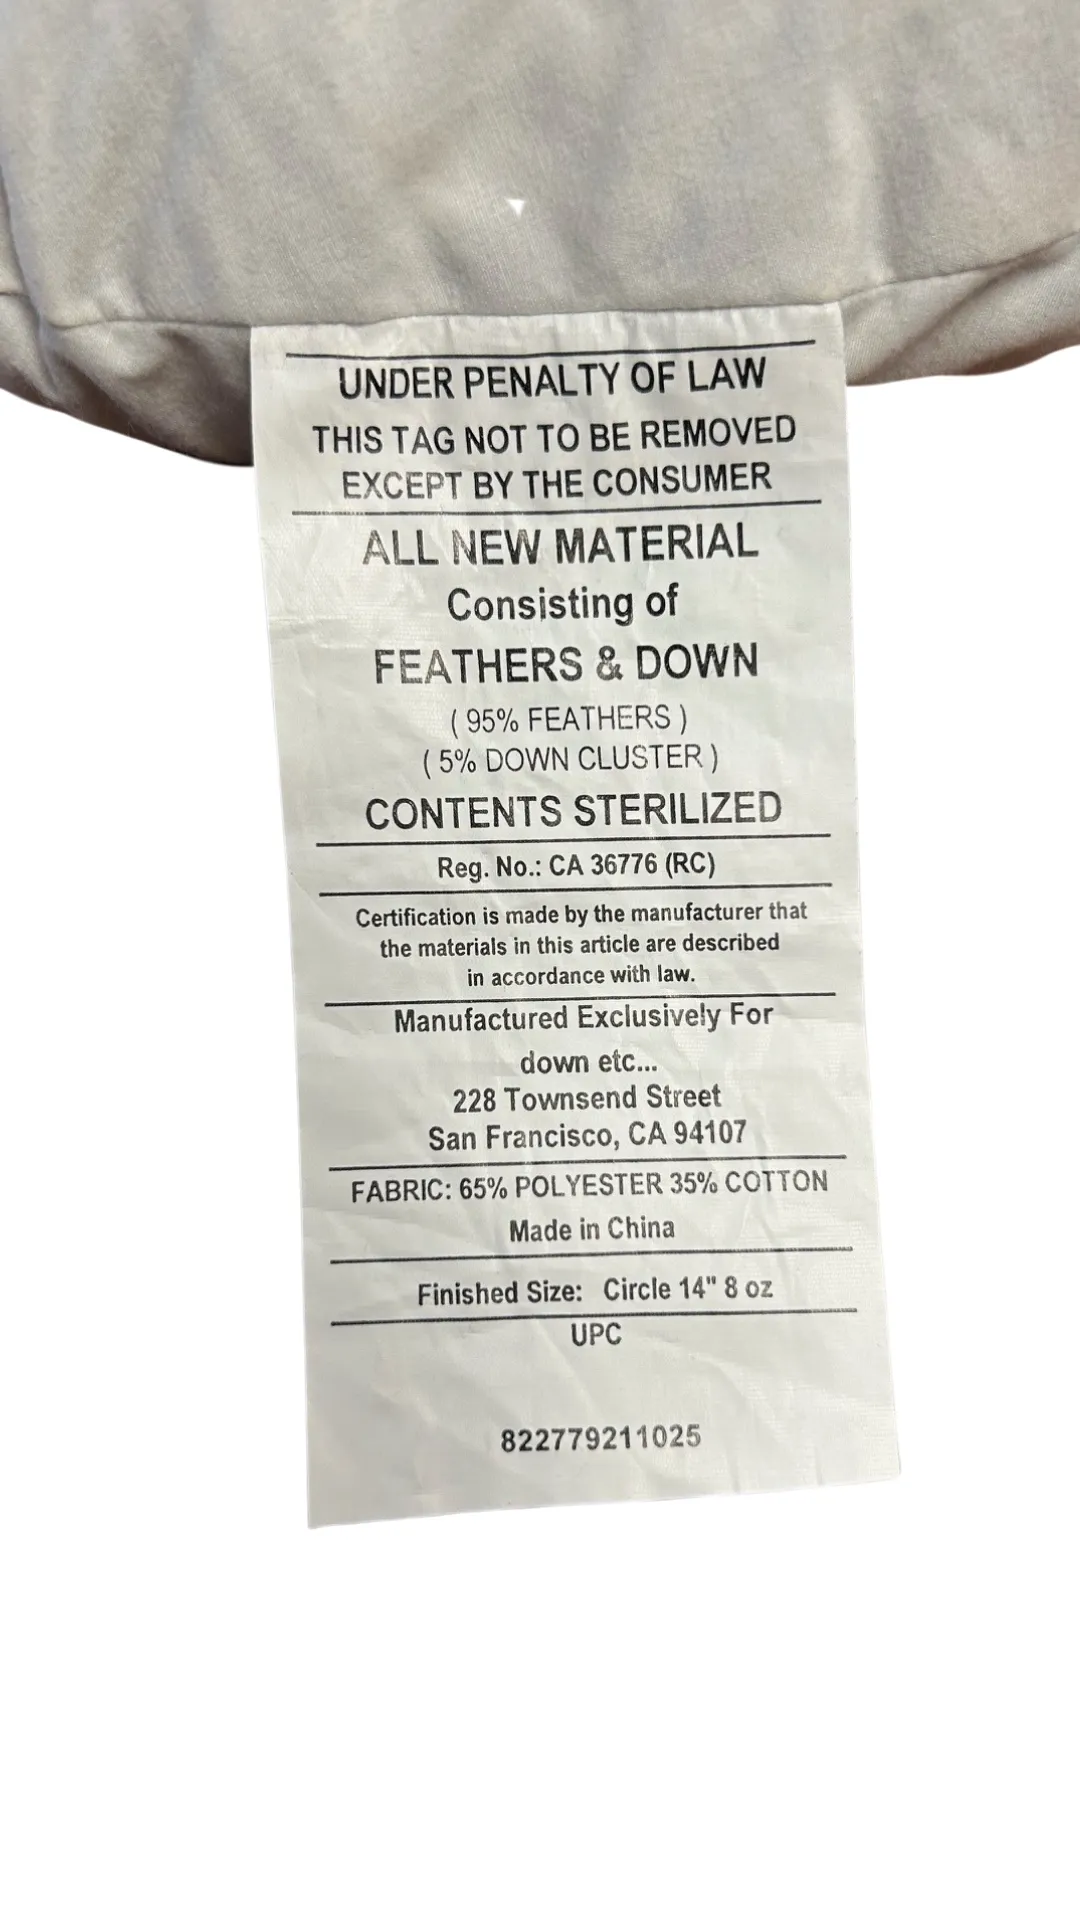 UNDER PENALTY OF LAW
THIS TAG NOT TO BE REMOVED
EXCEPT BY THE CONSUMER
ALL NEW MATERIAL
Consisting of
FEATHERS & DOWN
( 95% FEATHERS )
( 5% DOWN CLUSTER )
CONTENTS STERILIZED
Reg. No.: CA 36776 (RC)
Certification is made by the manufacturer that
the materials in this article are described
in accordance with law.
Manufactured Exclusively For
down etc...
228 Townsend Street
San Francisco, CA 94107
FABRIC: 65% POLYESTER 35% COTTON
Made in China
Finished Size: Circle 14" 8 oz
UPC
822779211025